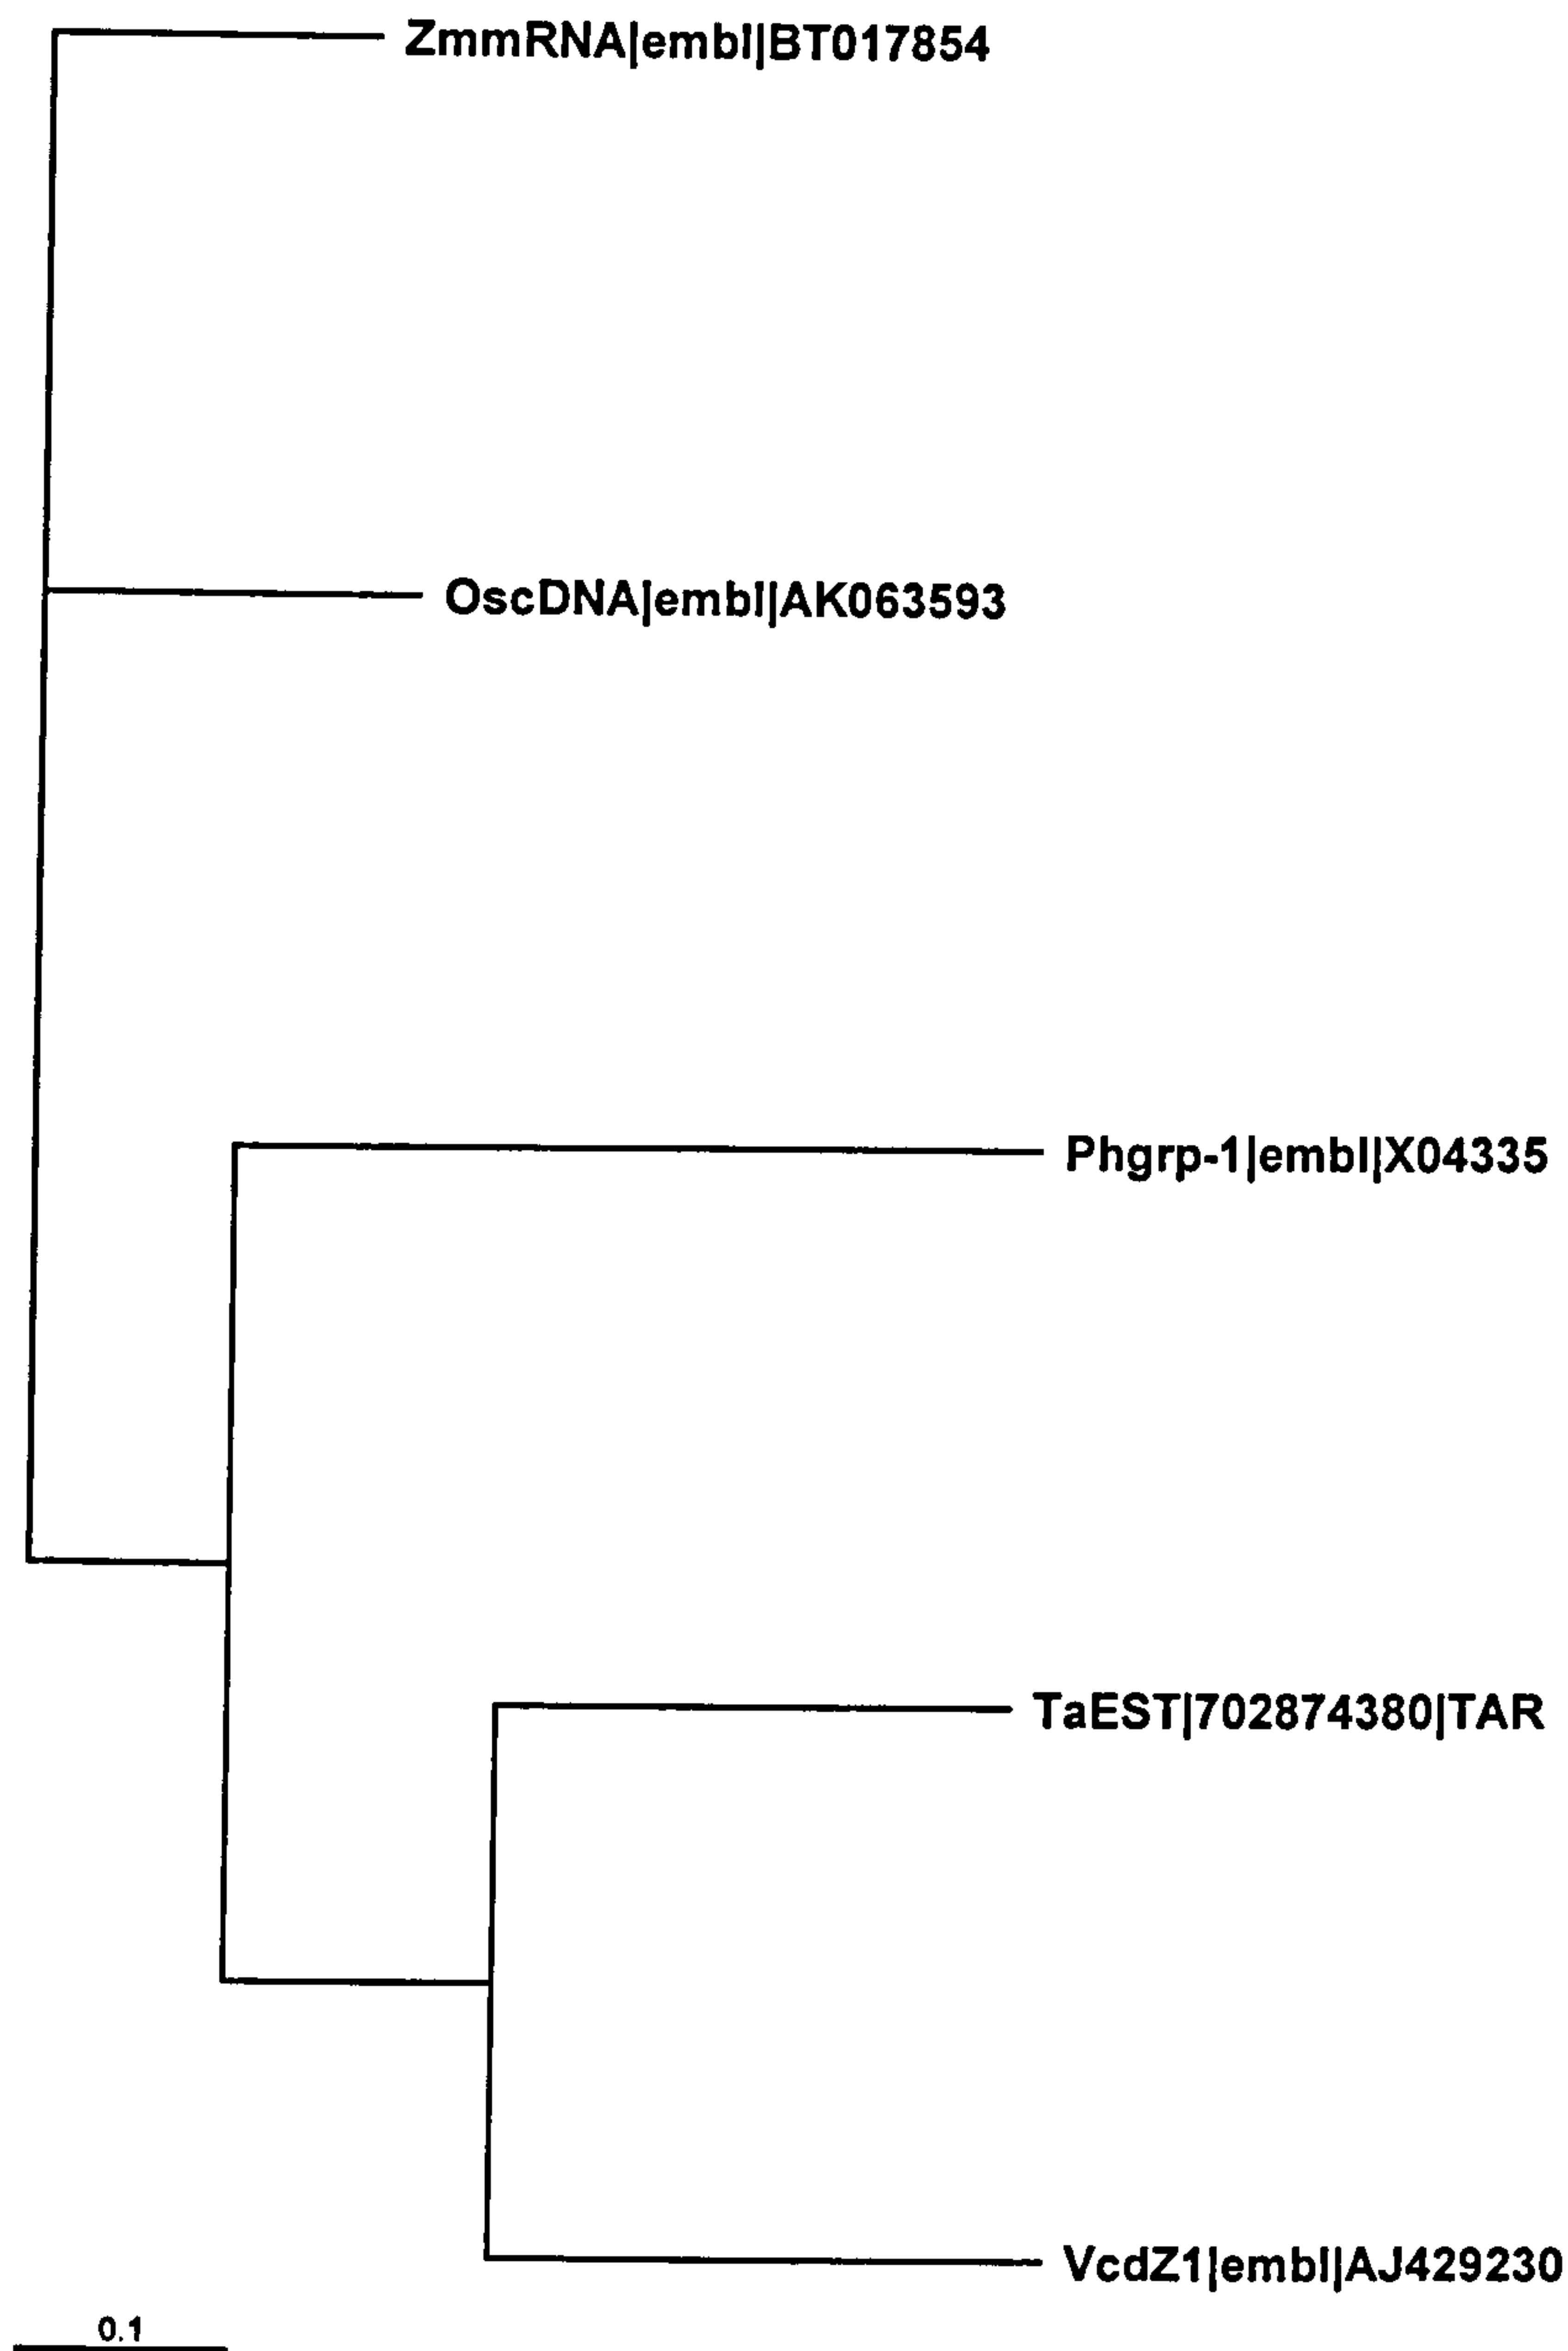 ZmmRNA|embl|BT017854
OscDNA|embl|AK063593
Phgrp-1|embl|X04335
TaEST|702874380|TAR
VcdZ1|embl|AJ429230
0.1